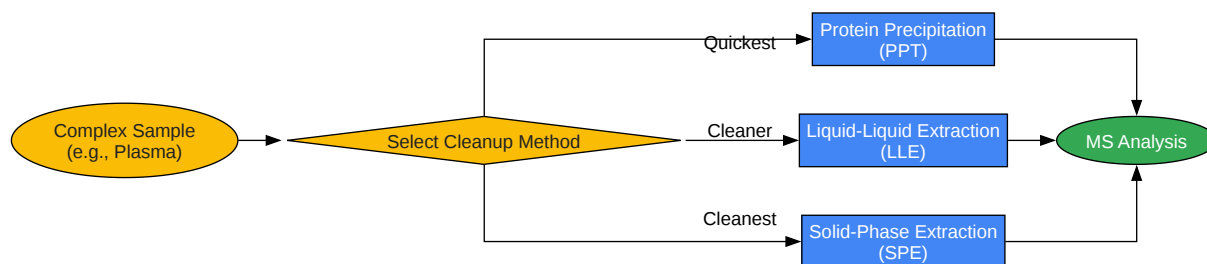 Complex Sample
(e.g., Plasma)
Select Cleanup Method
Quickest
Protein Precipitation
(PPT)
Cleaner
Liquid-Liquid Extraction
(LLE)
Cleanest
Solid-Phase Extraction
(SPE)
MS Analysis